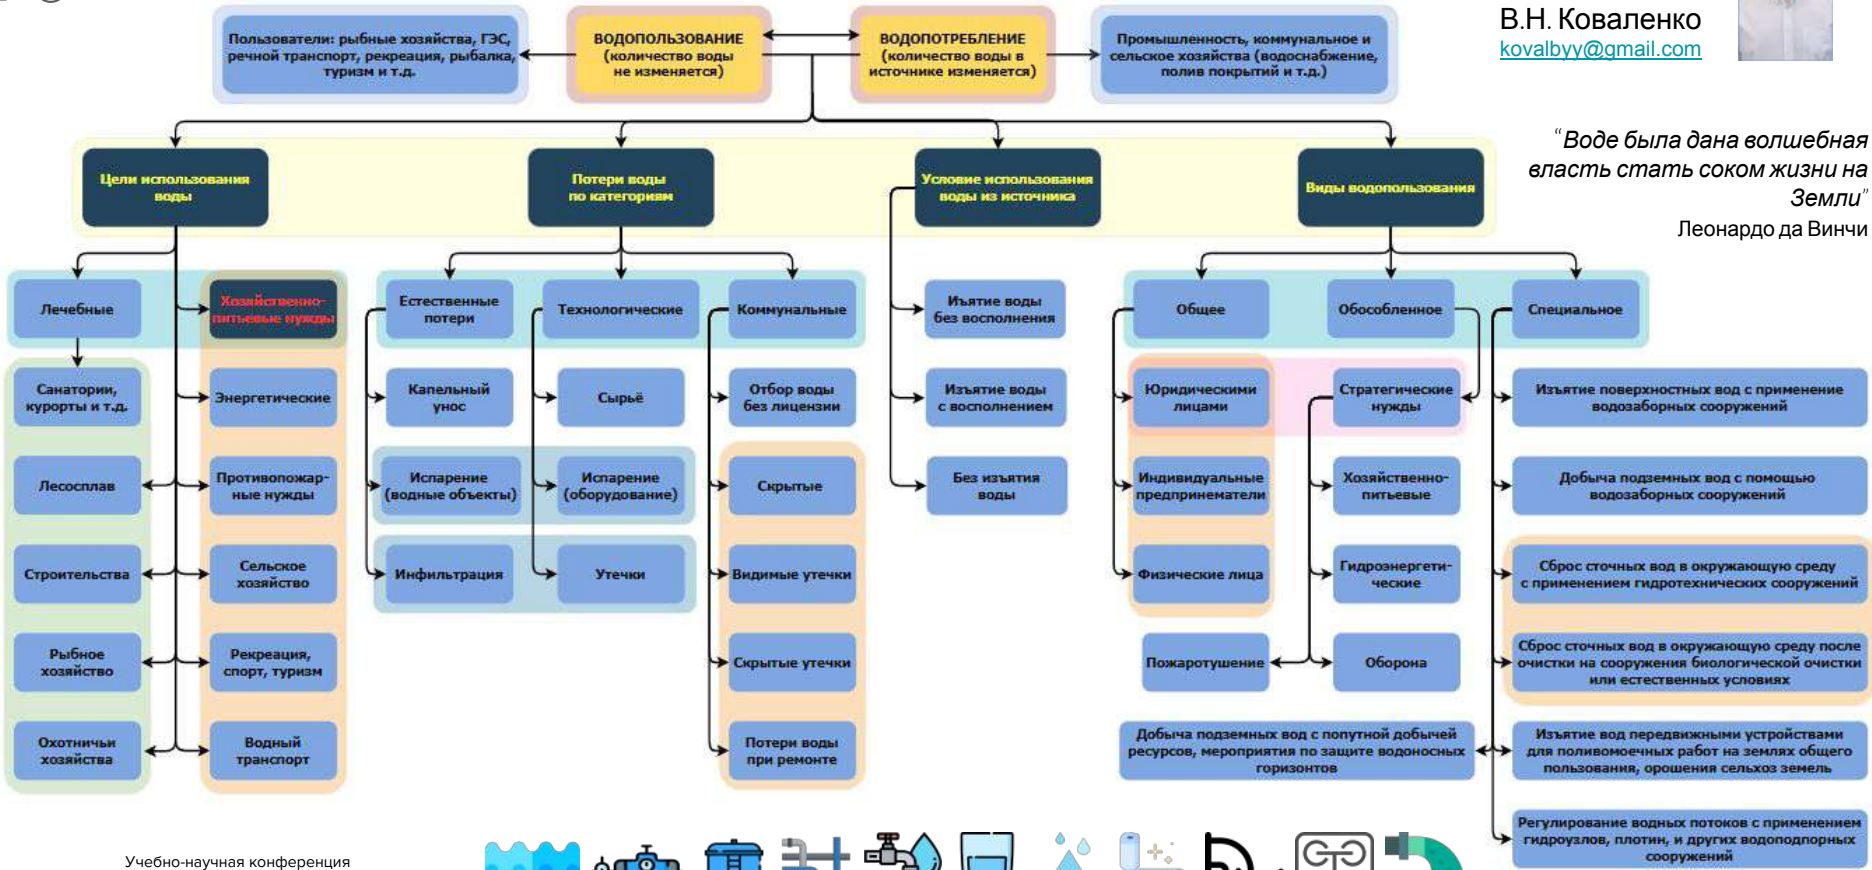 Пользователи: рыбные хозяйства, ГЭС,
речной транспорт, рекреация, рыбалка,
туризм и т.д.
ВОДОПОЛЬЗОВАНИЕ
(количество воды
не изменяется)
ВОДОПОТРЕБЛЕНИЕ
(количество воды в
источнике изменяется)
Промышленность, коммунальное и
сельское хозяйства (водоснабжение,
полив покрытий и т.д.)
В.Н. Коваленко
kovalbyy@gmail.com
“Воде была дана волшебная
власть стать соком жизни на
Земли”
Леонардо да Винчи
Цели использования
воды
Потери воды
по категориям
Условие использования
воды из источника
Виды водопользования
Лечебные
Хозяйственно-
питьевые нужды
Естественные
потери
Технологические
Коммунальные
Иъятие воды
без восполнения
Общее
Обособленное
Специальное
Санатории,
курорты и т.д.
Энергетические
Капельный
унос
Сырьё
Отбор воды
без лицензии
Изъятие воды
с восполнением
Юридическими
лицами
Стратегические
нужды
Изъятие поверхностных вод с применение
водозаборных сооружений
Лесосплав
Противопожар-
ные нужды
Испарение
(водные объекты)
Испарение
(оборудование)
Скрытые
Без изъятия
воды
Индивидуальные
предпринематели
Хозяйственно-
питьевые
Добыча подземных вод с помощью
водозаборных сооружений
Строительства
Сельское
хозяйство
Инфильтрация
Утечки
Видимые утечки
Физические лица
Гидроэнергети-
ческие
Сброс сточных вод в окружающую среду
с применением гидротехнических сооружений
Рыбное
хозяйство
Рекреация,
спорт, туризм
Скрытые утечки
Пожаротушение
Оборона
Сброс сточных вод в окружающую среду после
очистки на сооружения биологической очистки
или естественных условиях
Охотничьи
хозяйства
Водный
транспорт
Потери воды
при ремонте
Добыча подземных вод с попутной добычей
ресурсов, мероприятия по защите водоносных
горизонтов
Изъятие вод передвижными устройствами
для поливомоечных работ на землях общего
пользования, орошения сельхоз земель
Регулирование водных потоков с применением
гидроузлов, плотин, и других водоподпорных
сооружений
Учебно-научная конференция